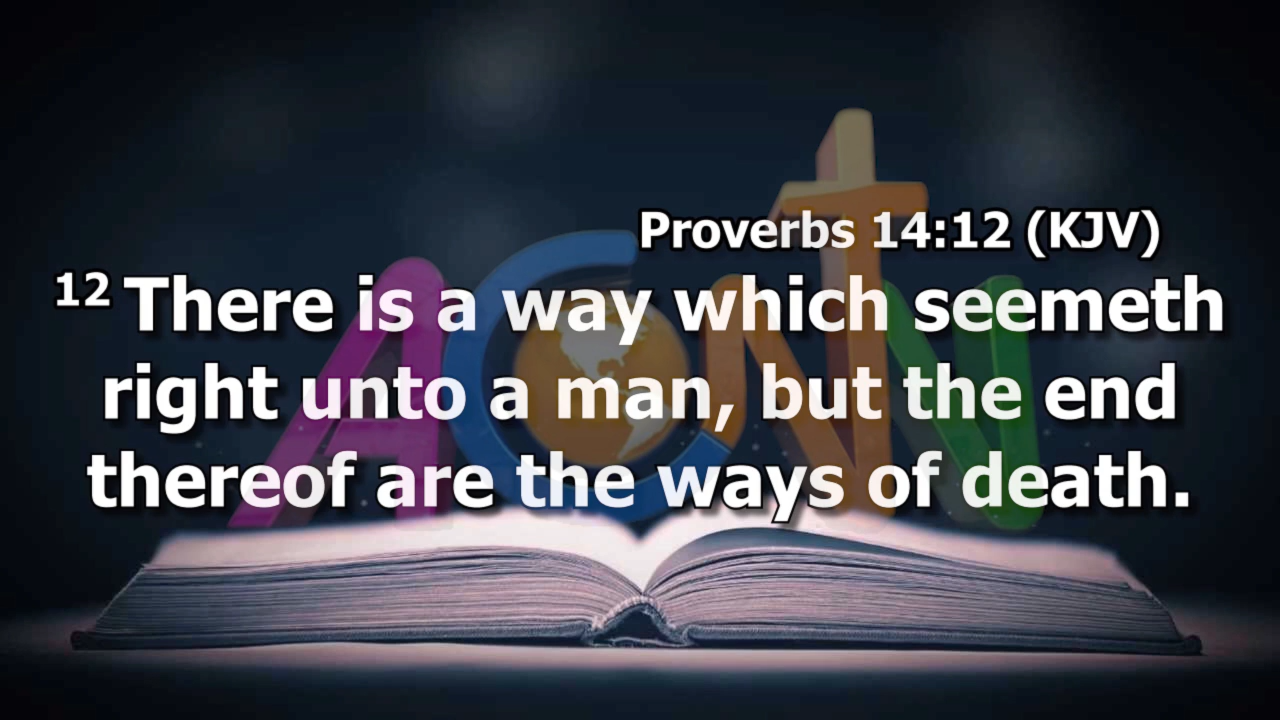 Proverbs 14:12 (KJV)
12 There is a way which seemeth
right unto a man, but the end
thereof are the ways of death.
ACNTV